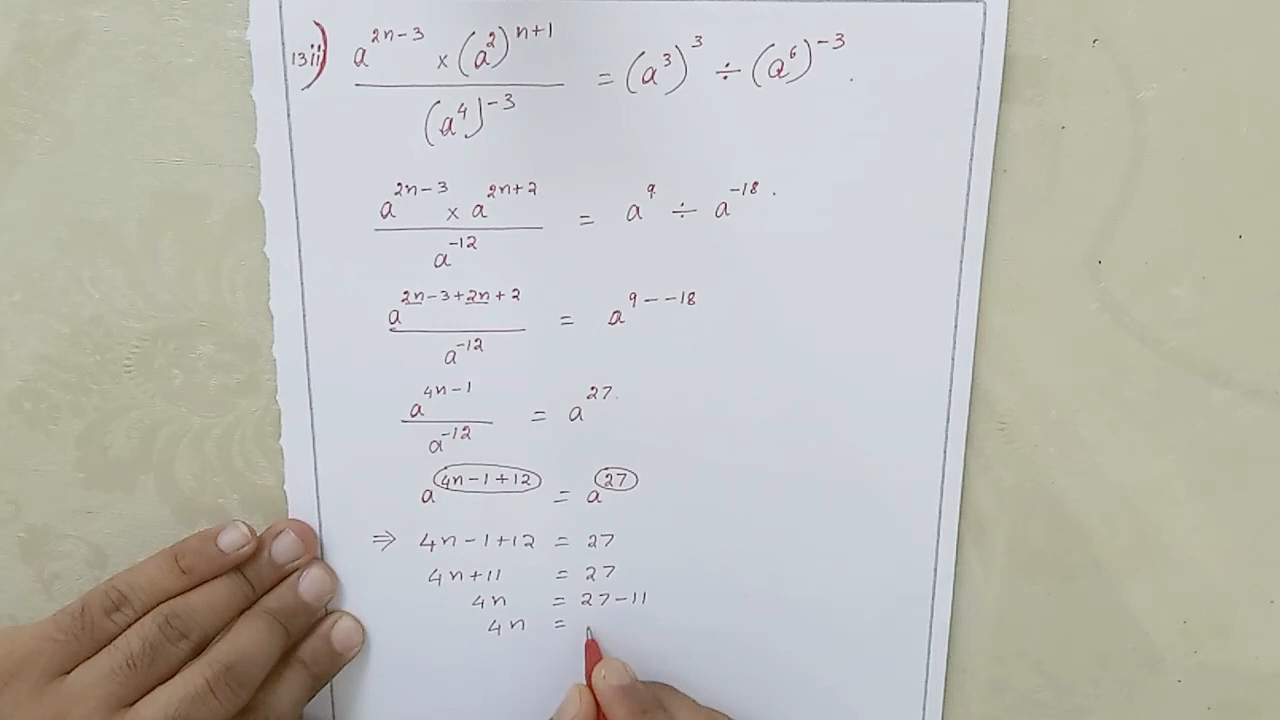 13ii) a^{2n-3} × (a^2)^{n+1} / (a^4)^{-3} = (a^3)^3 ÷ (a^6)^{-3}.
a^{2n-3} × a^{2n+2} / a^{-12} = a^9 ÷ a^{-18}.
a^{2n-3+2n+2} / a^{-12} = a^{9--18}
a^{4n-1} / a^{-12} = a^{27}.
a^{4n-1+12} = a^{27}
⇒ 4n-1+12 = 27
4n+11 = 27
4n = 27-11
4n =